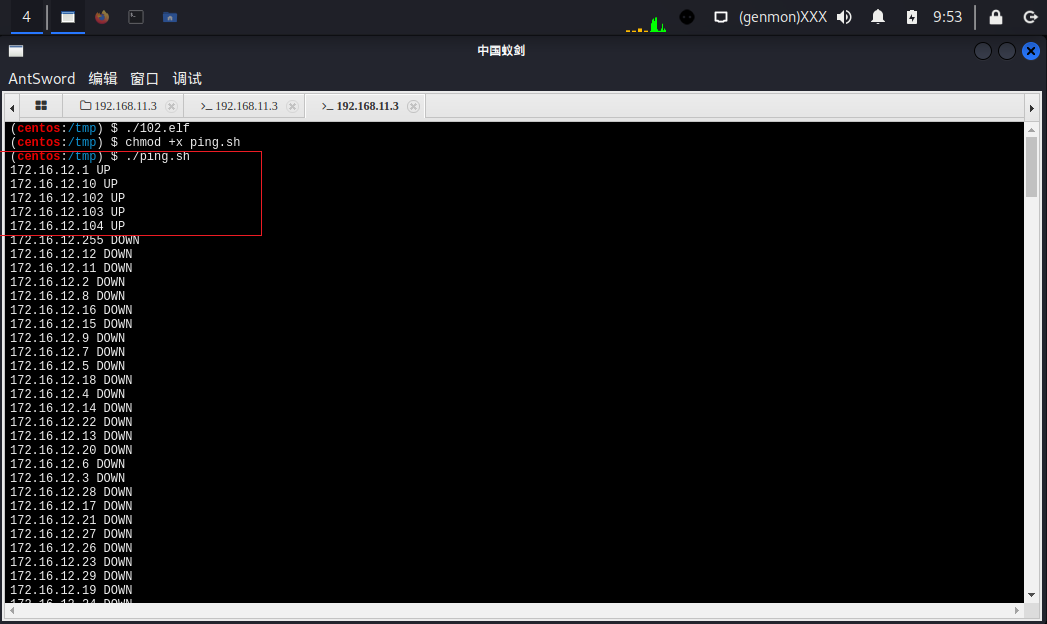 4 (genmon)XXX 9:53
中国蚁剑
AntSword 编辑 窗口 调试
192.168.11.3 >_ 192.168.11.3 >_ 192.168.11.3
(centos:/tmp) $ ./102.elf
(centos:/tmp) $ chmod +x ping.sh
(centos:/tmp) $ ./ping.sh
172.16.12.1 UP
172.16.12.10 UP
172.16.12.102 UP
172.16.12.103 UP
172.16.12.104 UP
172.16.12.255 DOWN
172.16.12.12 DOWN
172.16.12.11 DOWN
172.16.12.2 DOWN
172.16.12.8 DOWN
172.16.12.16 DOWN
172.16.12.15 DOWN
172.16.12.9 DOWN
172.16.12.7 DOWN
172.16.12.5 DOWN
172.16.12.18 DOWN
172.16.12.4 DOWN
172.16.12.14 DOWN
172.16.12.22 DOWN
172.16.12.13 DOWN
172.16.12.20 DOWN
172.16.12.6 DOWN
172.16.12.3 DOWN
172.16.12.28 DOWN
172.16.12.17 DOWN
172.16.12.21 DOWN
172.16.12.27 DOWN
172.16.12.26 DOWN
172.16.12.23 DOWN
172.16.12.29 DOWN
172.16.12.19 DOWN
172.16.12.24 DOWN